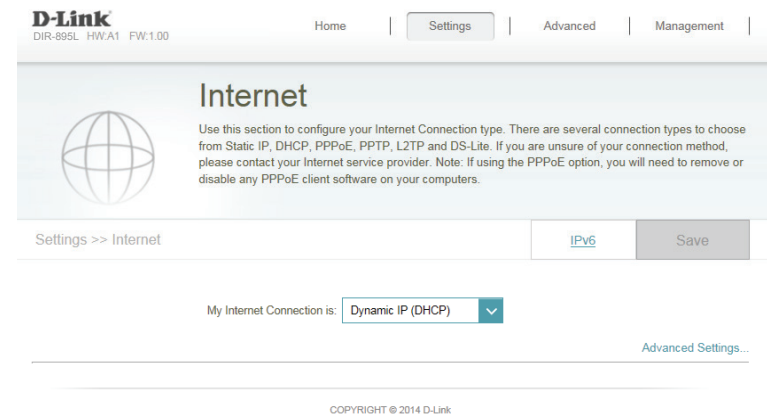 D-Link
DIR-895L HW:A1 FW:1.00
Home
Settings
Advanced
Management
Internet
Use this section to configure your Internet Connection type. There are several connection types to choose
from Static IP, DHCP, PPPoE, PPTP, L2TP and DS-Lite. If you are unsure of your connection method,
please contact your Internet service provider. Note: If using the PPPoE option, you will need to remove or
disable any PPPoE client software on your computers.
Settings >> Internet
IPv6
Save
My Internet Connection is: Dynamic IP (DHCP)
Advanced Settings...
COPYRIGHT © 2014 D-Link